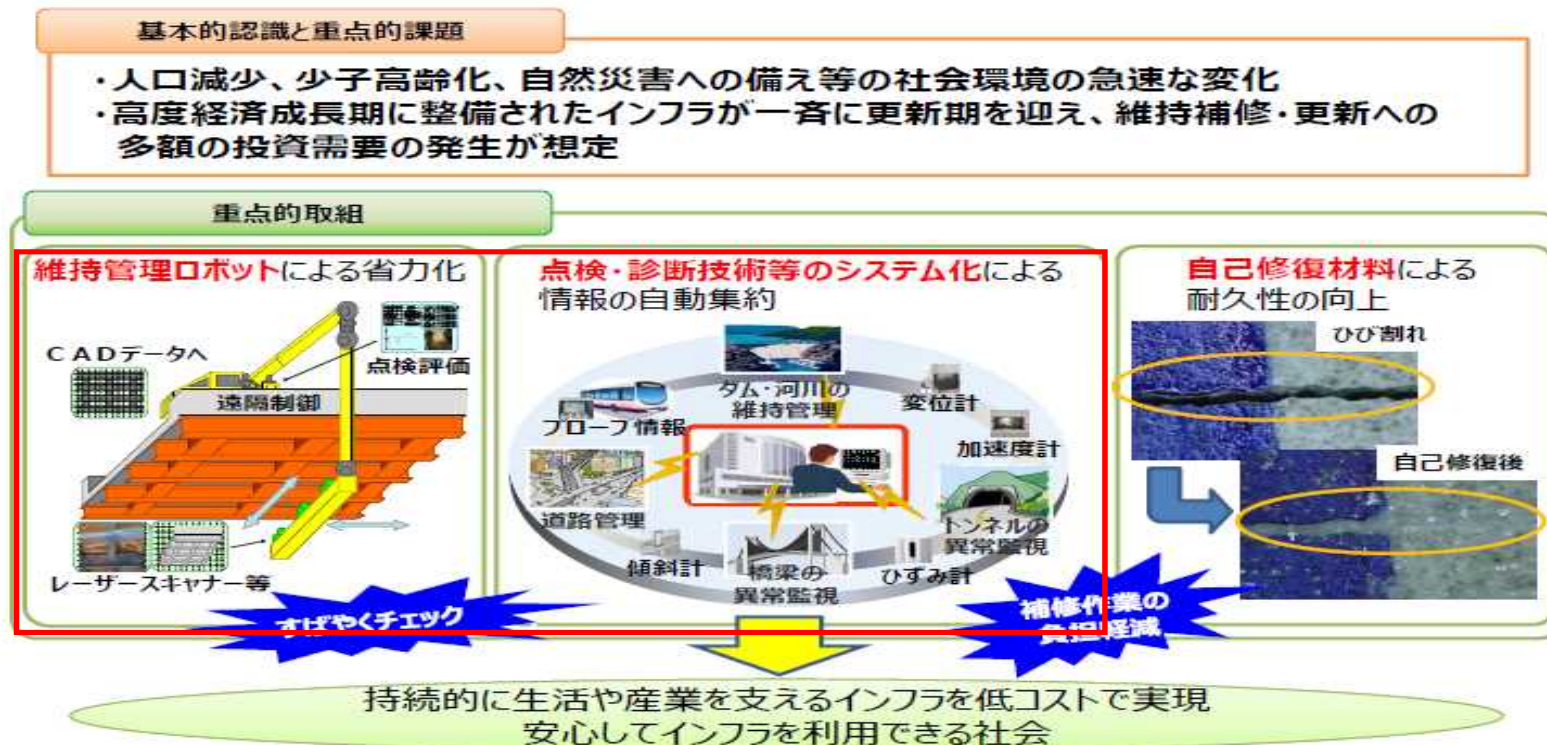 基本的認識と重点的課題
・人口減少、少子高齢化、自然災害への備え等の社会環境の急速な変化
・高度経済成長期に整備されたインフラが一斉に更新期を迎え、維持補修・更新への
多額の投資需要の発生が想定
重点的取組
維持管理ロボットによる省力化
CADデータへ
点検評価
遠隔制御
レーザースキャナー等
点検・診断技術等のシステム化による
情報の自動集約
ダム・河川の
維持管理
変位計
プローブ情報
加速度計
道路管理
トンネルの
異常監視
傾斜計
橋梁の
異常監視
ひずみ計
自己修復材料による
耐久性の向上
ひび割れ
自己修復後
すばやくチェック
補修作業の
負担軽減
持続的に生活や産業を支えるインフラを低コストで実現
安心してインフラを利用できる社会